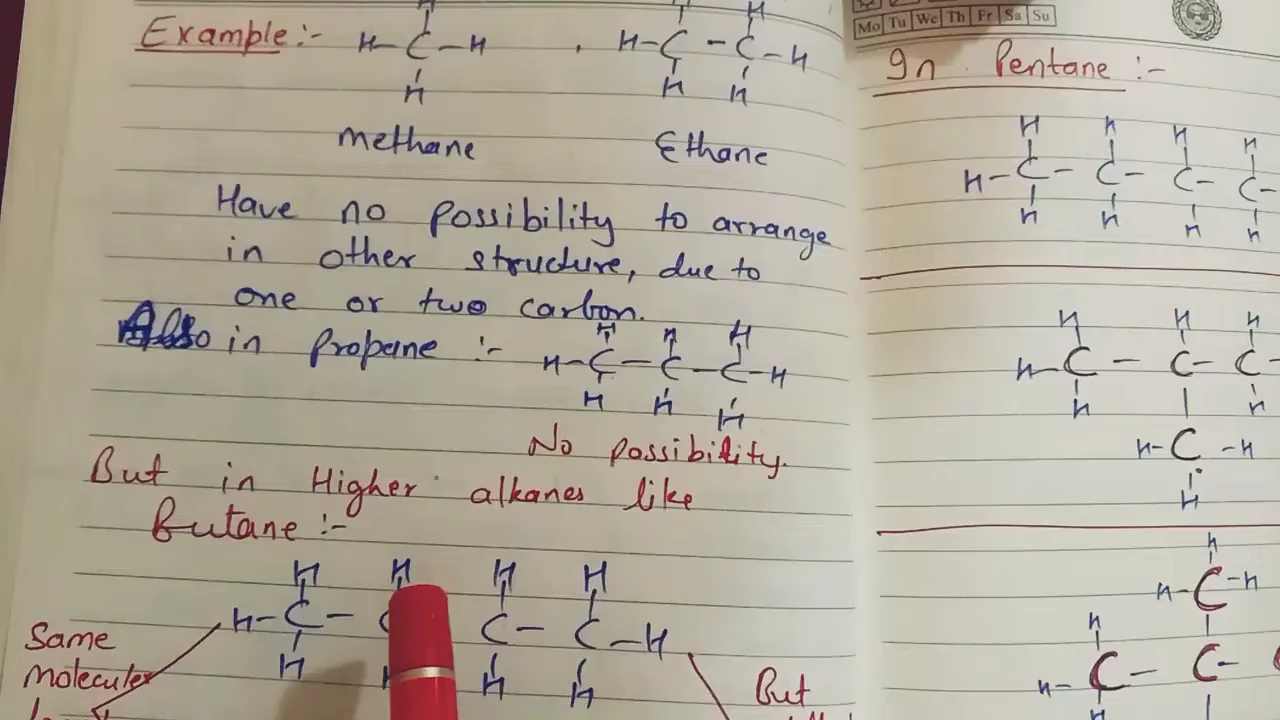 Example:-
H
H-C-H , H-C-C-H
H H H
methane Ethane
Have no possibility to arrange
in other structure, due to
one or two carbon.
Also in Propane :-
H H H
H-C-C-C-H
H H H
No possibility.
But in Higher alkanes like
Butane :-
H H H H
H-C- C-C-H
H H H
Same
molecular
But
Mo Tu We Th Fr Sa Su
In Pentane :-
H H H H
H-C-C-C-C-
H H H H
H H H
H-C-C-C-
H H
H-C-H
H
H
H-C-H
H
H-C-C-
H